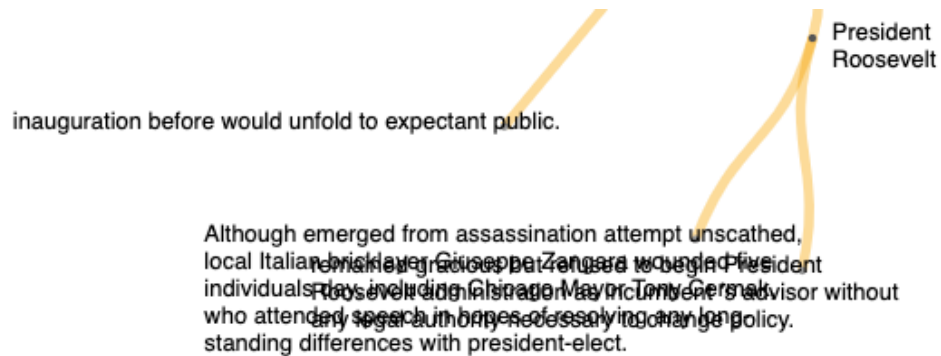 President
Roosevelt
inauguration before would unfold to expectant public.
Although emerged from assassination attempt unscathed,
local Italian bricklayer Giuseppe Zangara wounded five
individuals day, including Chicago Mayor Tony Cermak,
who attended speech in hopes of resolving any long-
standing differences with president-elect.
remained gracious but refused to begin President
Roosevelt administration as incumbent 's advisor without
any legal authority necessary to change policy.